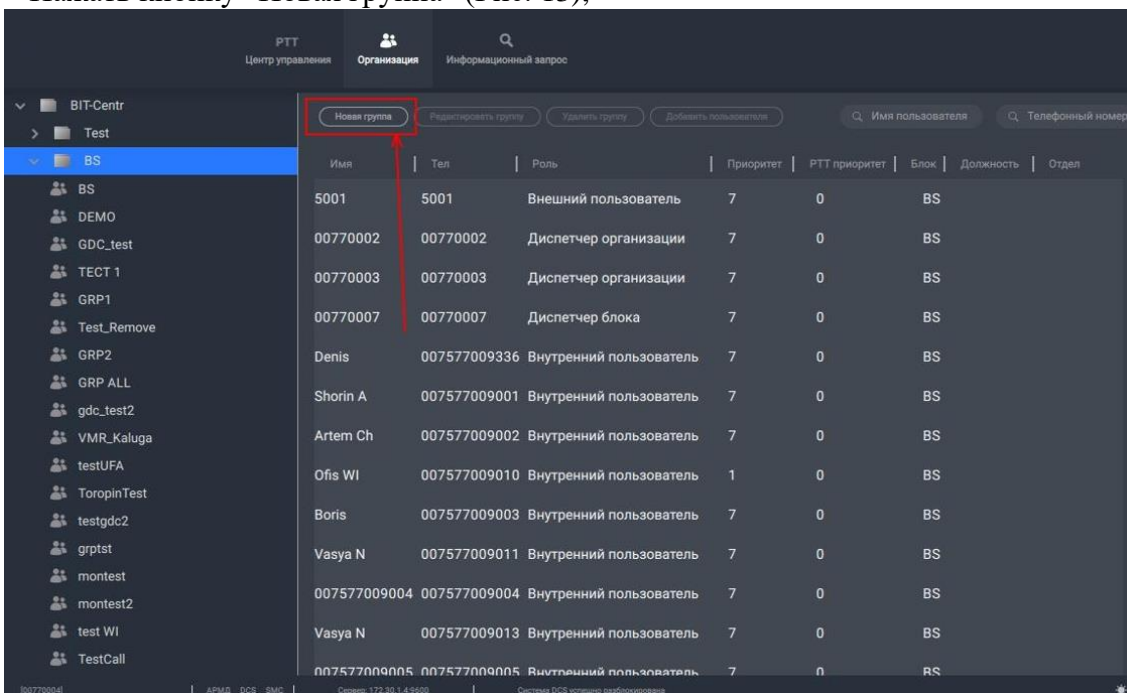 РТТ
Центр управления Организация Информационный запрос
BIT-Centr
Test
BS
BS
DEMO
GDC_test
ТЕСТ 1
GRP1
Test_Remove
GRP2
GRP ALL
gdc_test2
VMR_Kaluga
testUFA
ToropinTest
testgdc2
grptst
montest
montest2
test WI
TestCall
Новая группа Редактировать группу Удалить группу Добавить пользователя Имя пользователя Телефонный номер
Имя Тел Роль Приоритет РТТ приоритет Блок Должность Отдел
5001 5001 Внешний пользователь 7 0 BS
00770002 00770002 Диспетчер организации 7 0 BS
00770003 00770003 Диспетчер организации 7 0 BS
00770007 00770007 Диспетчер блока 7 0 BS
Denis 007577009336 Внутренний пользователь 7 0 BS
Shorin A 007577009001 Внутренний пользователь 7 0 BS
Artem Ch 007577009002 Внутренний пользователь 7 0 BS
Ofis WI 007577009010 Внутренний пользователь 1 0 BS
Boris 007577009003 Внутренний пользователь 7 0 BS
Vasya N 007577009011 Внутренний пользователь 7 0 BS
007577009004 007577009004 Внутренний пользователь 7 0 BS
Vasya N 007577009013 Внутренний пользователь 7 0 BS
007577009005 007577009005 Внутренний пользователь 7 0 BS
[00770004] АРМД DCS SMC Сервер: 172.30.1.4:9600 Система DCS успешно разблокирована